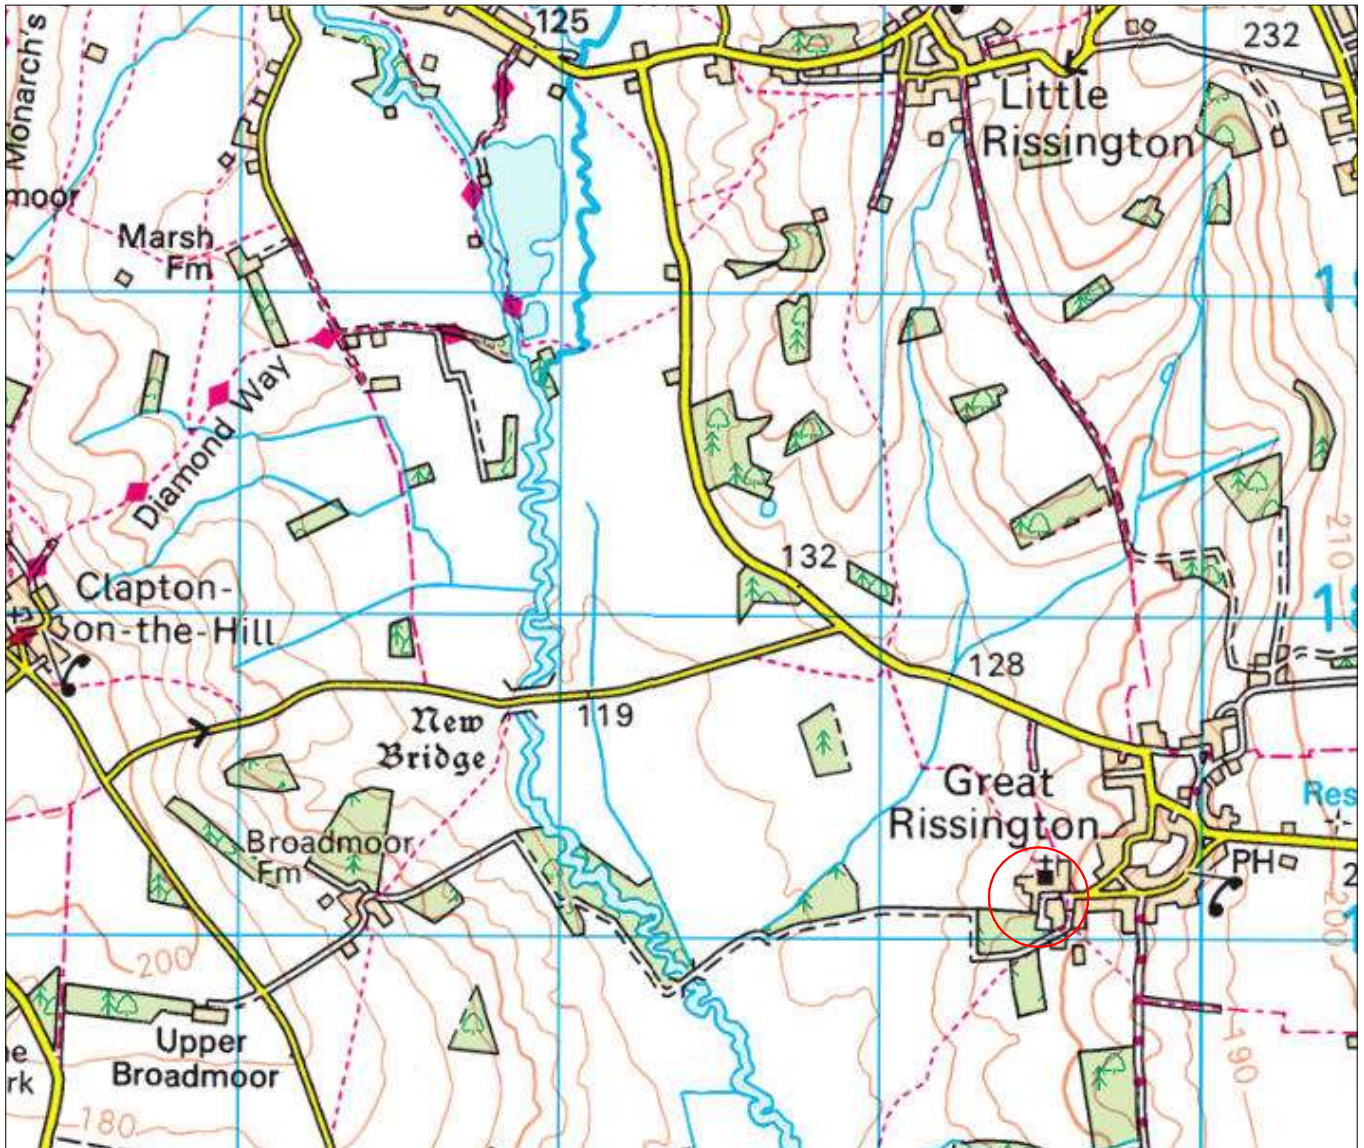 125
232
Monarch's
Little
Rissington
moor
Marsh
Fm
Diamond Way
210
132
Clapton-
on-the-Hill
128
New
Bridge
119
Great
Rissington
Res
Broadmoor
Fm
PH
2
200
200
Upper
Broadmoor
190
180